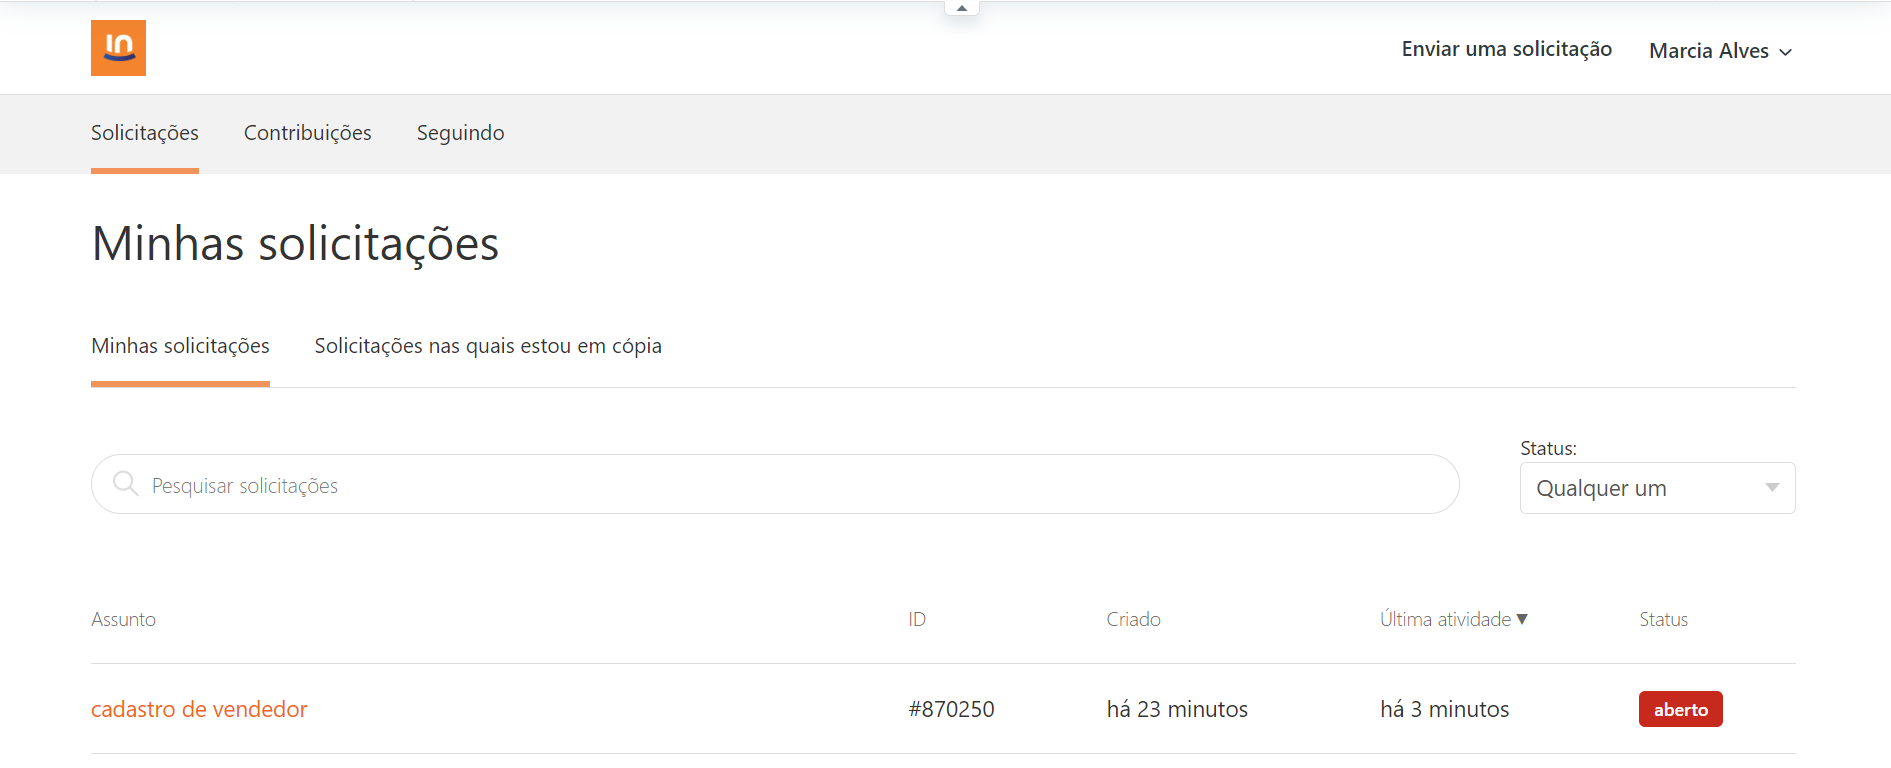 in
Enviar uma solicitação
Marcia Alves
Solicitações Contribuições Seguindo
Minhas solicitações
Minhas solicitações Solicitações nas quais estou em cópia
Status:
Pesquisar solicitações
Qualquer um
Assunto ID Criado Última atividade ▼ Status
cadastro de vendedor #870250 há 23 minutos há 3 minutos aberto